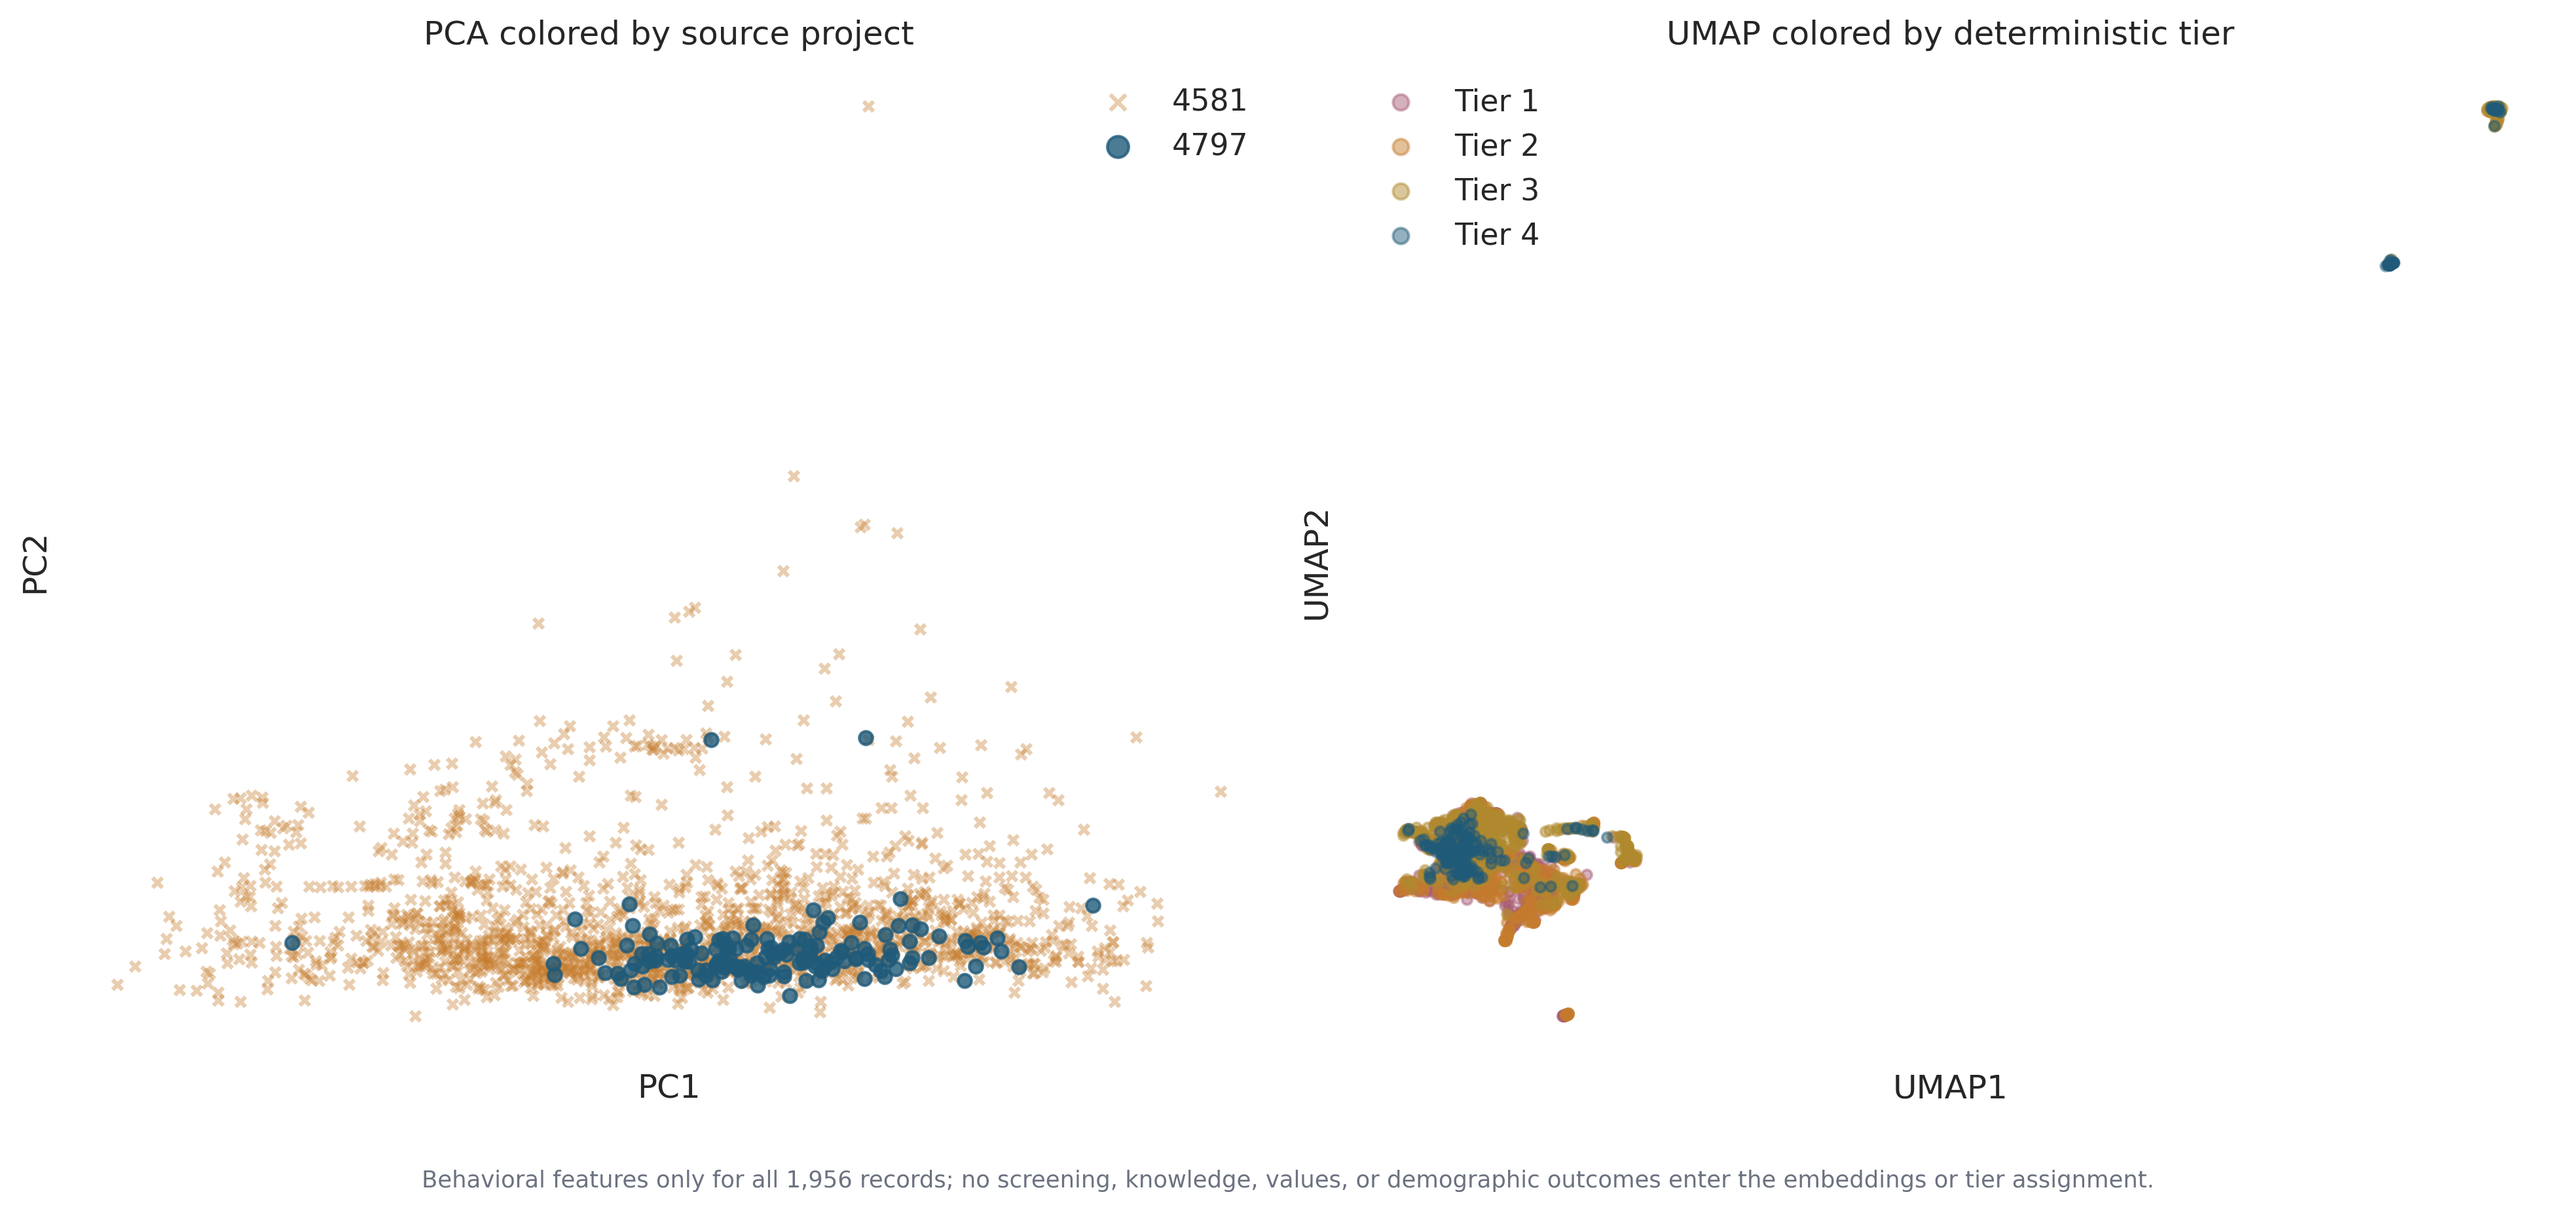 PCA colored by source project
4581
4797
PC2
PC1
UMAP colored by deterministic tier
Tier 1
Tier 2
Tier 3
Tier 4
UMAP2
UMAP1
Behavioral features only for all 1,956 records; no screening, knowledge, values, or demographic outcomes enter the embeddings or tier assignment.